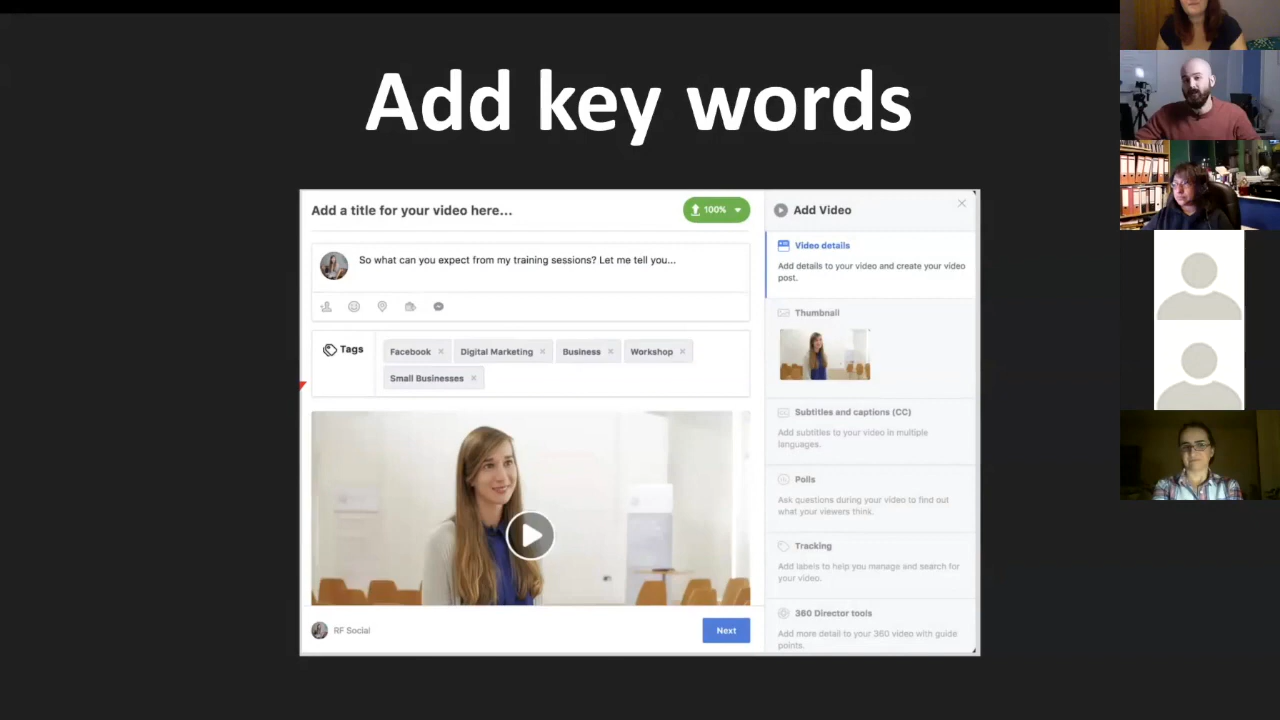 Add key words
Add a title for your video here...
100%
So what can you expect from my training sessions? Let me tell you...
Tags
Facebook × Digital Marketing × Business × Workshop ×
Small Businesses ×
RF Social
Next
Add Video
Video details
Add details to your video and create your video
post.
Thumbnail
Subtitles and captions (CC)
Add subtitles to your video in multiple
languages.
Polls
Ask questions during your video to find out
what your viewers think.
Tracking
Add labels to help you manage and search for
your video.
360 Director tools
Add more detail to your 360 video with guide
points.